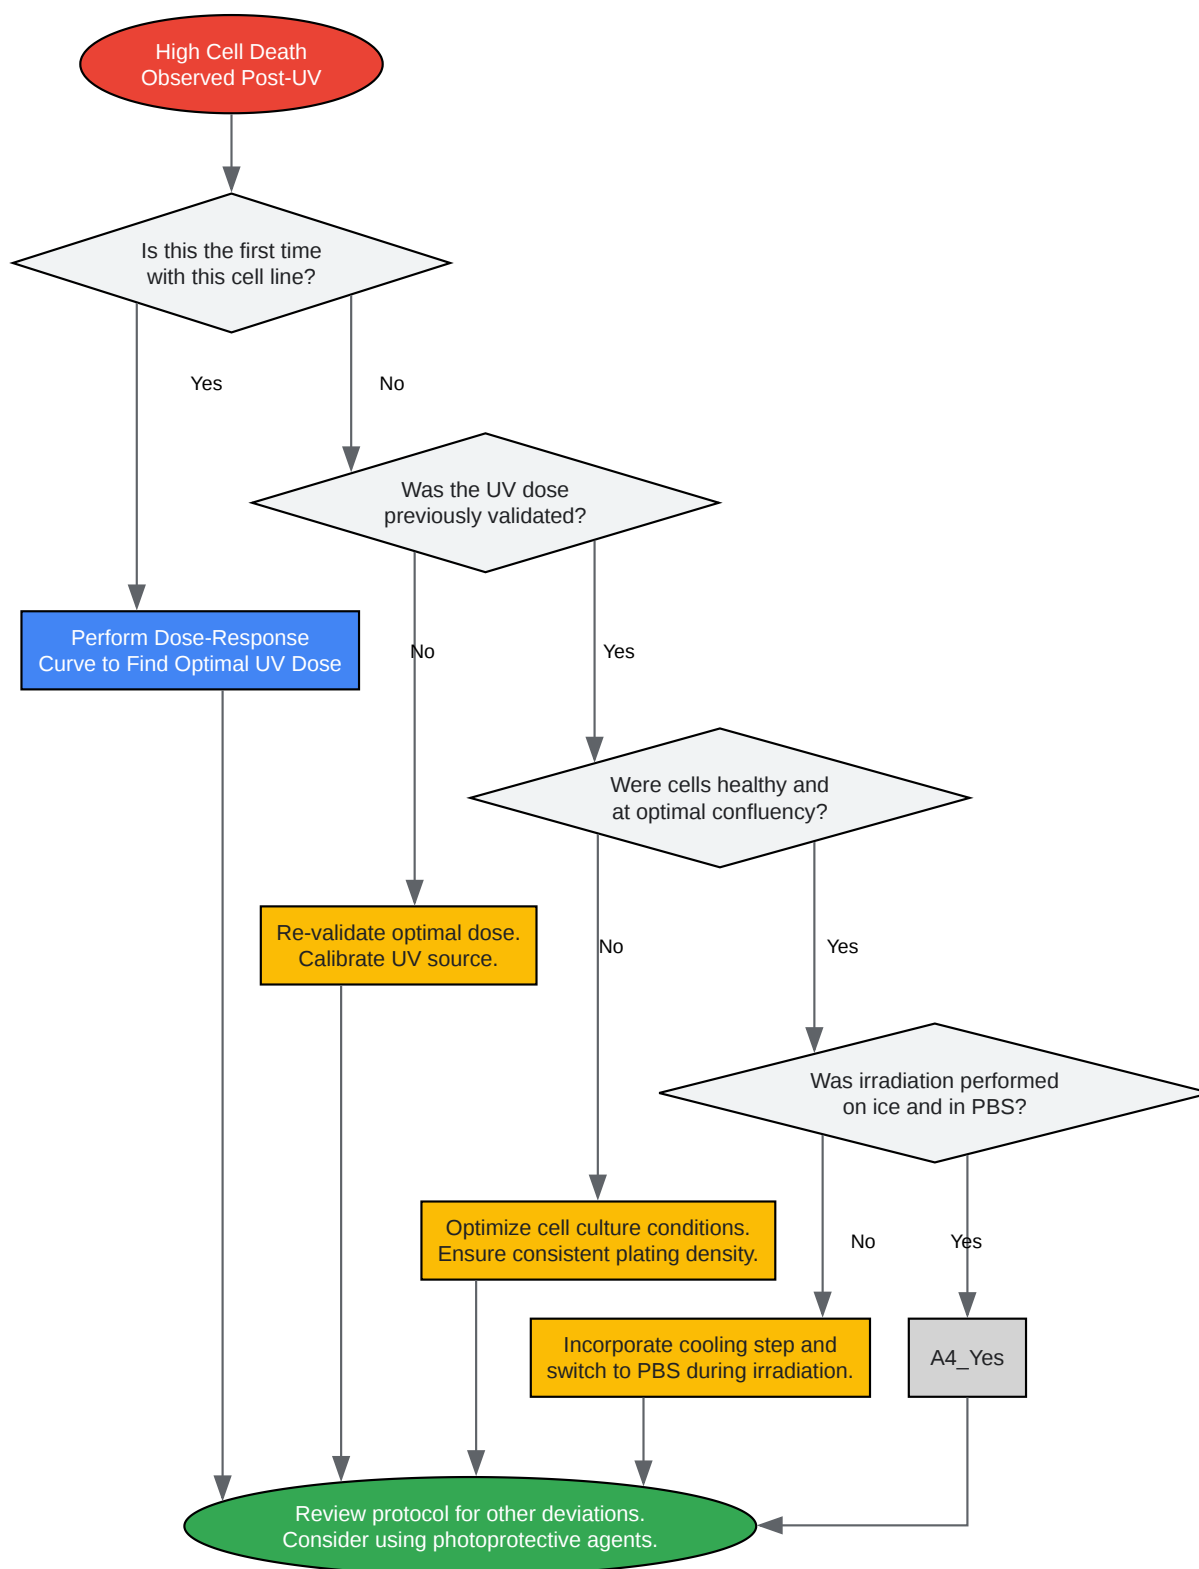 High Cell Death
Observed Post-UV
Is this the first time
with this cell line?
Yes
No
Was the UV dose
previously validated?
Perform Dose-Response
Curve to Find Optimal UV Dose
No
Yes
Were cells healthy and
at optimal confluency?
Re-validate optimal dose.
Calibrate UV source.
No
Yes
Was irradiation performed
on ice and in PBS?
Optimize cell culture conditions.
Ensure consistent plating density.
No
Yes
Incorporate cooling step and
switch to PBS during irradiation.
A4_Yes
Review protocol for other deviations.
Consider using photoprotective agents.